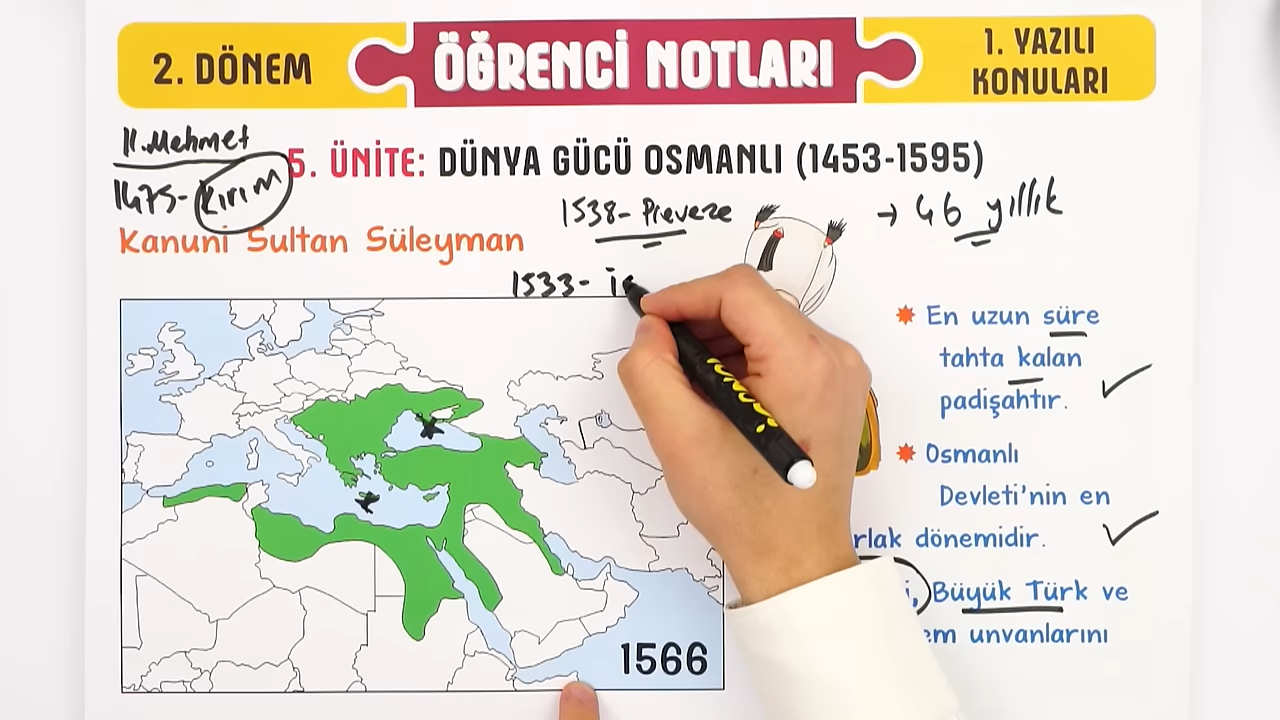 2. DÖNEM
ÖĞRENCİ NOTLARI
1. YAZILI
KONULARI
II. Mehmet
1475- Kırım
5. ÜNİTE: DÜNYA GÜCÜ OSMANLI (1453-1595)
1538- Preveze
→ 46 yıllık
Kanuni Sultan Süleyman
1533- İs
En uzun süre
tahta kalan
padişahtır.
Osmanlı
Devleti'nin en
rlak dönemidir.
i, Büyük Türk ve
em unvanlarını
1566